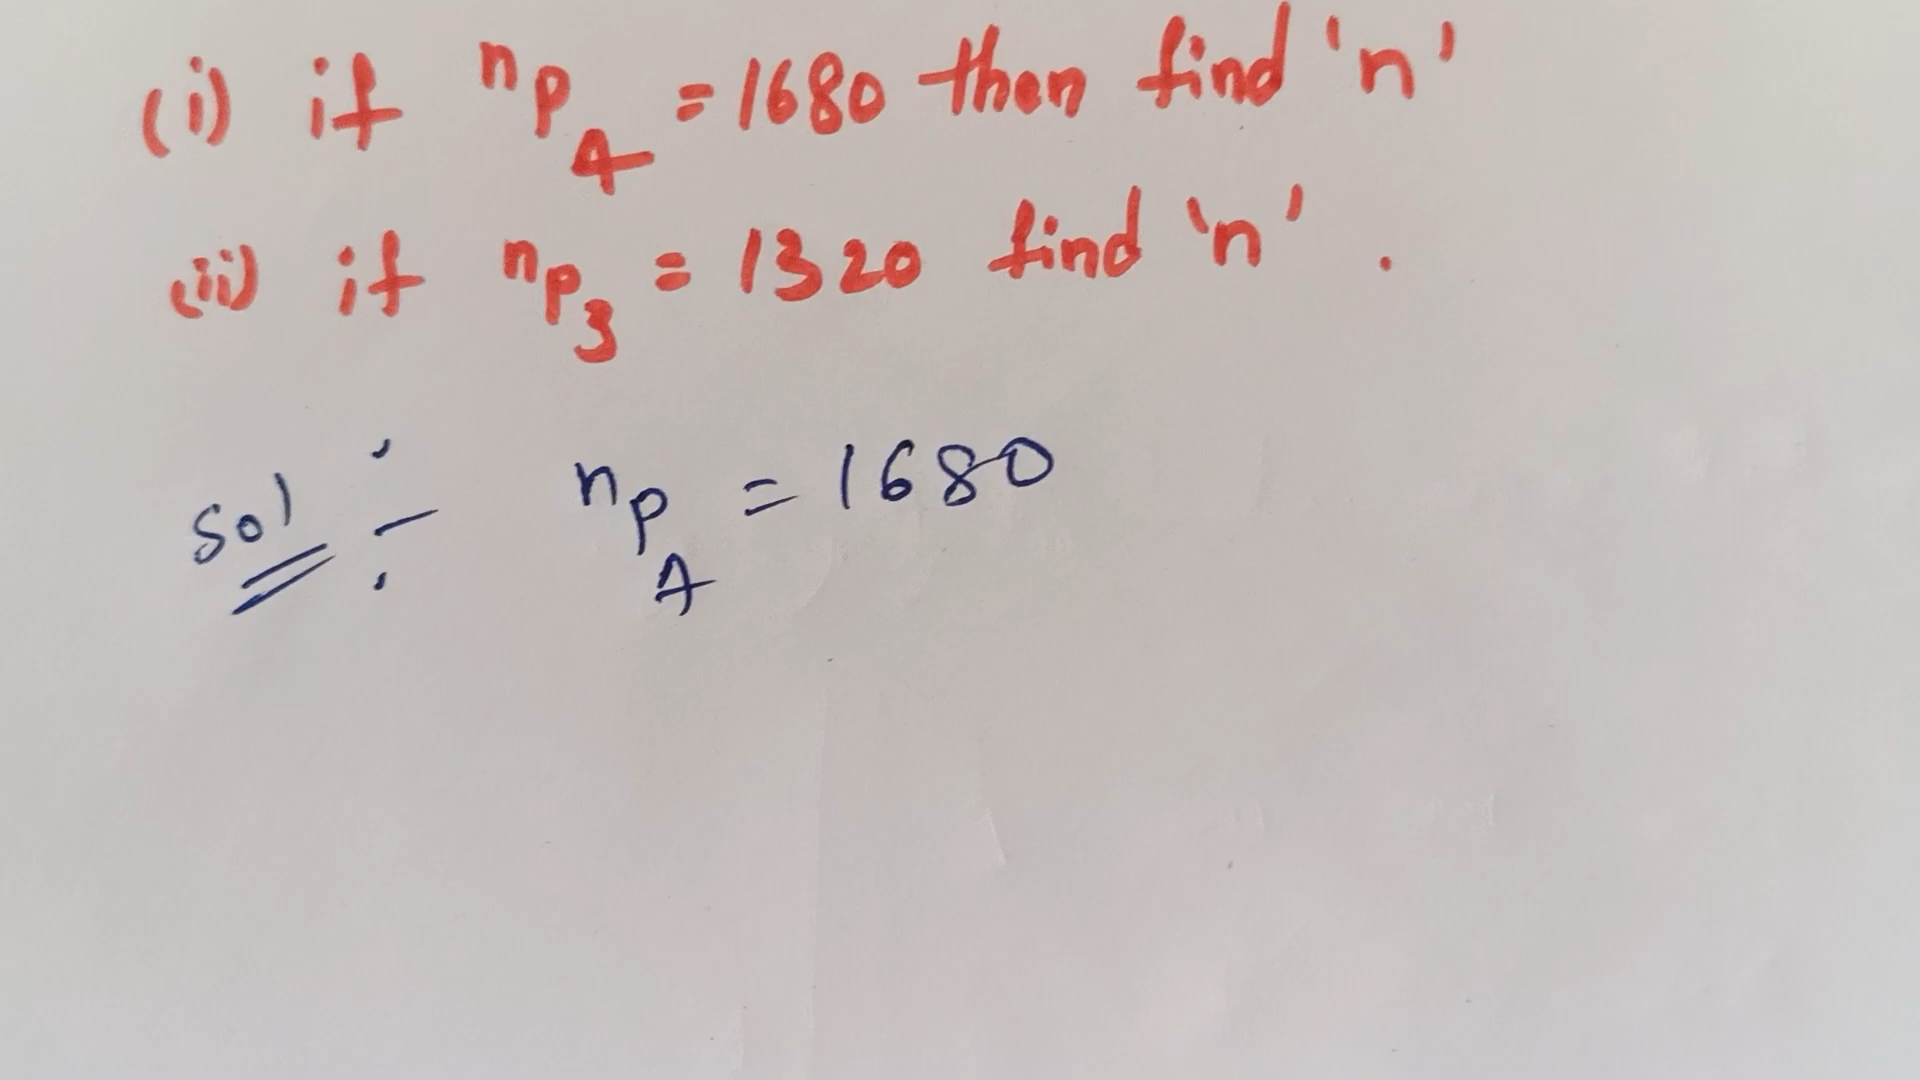 (i) if ⁿP₄ = 1680 then find 'n'
(ii) if ⁿP₃ = 1320 find 'n'.
Sol ÷ ⁿP₄ = 1680